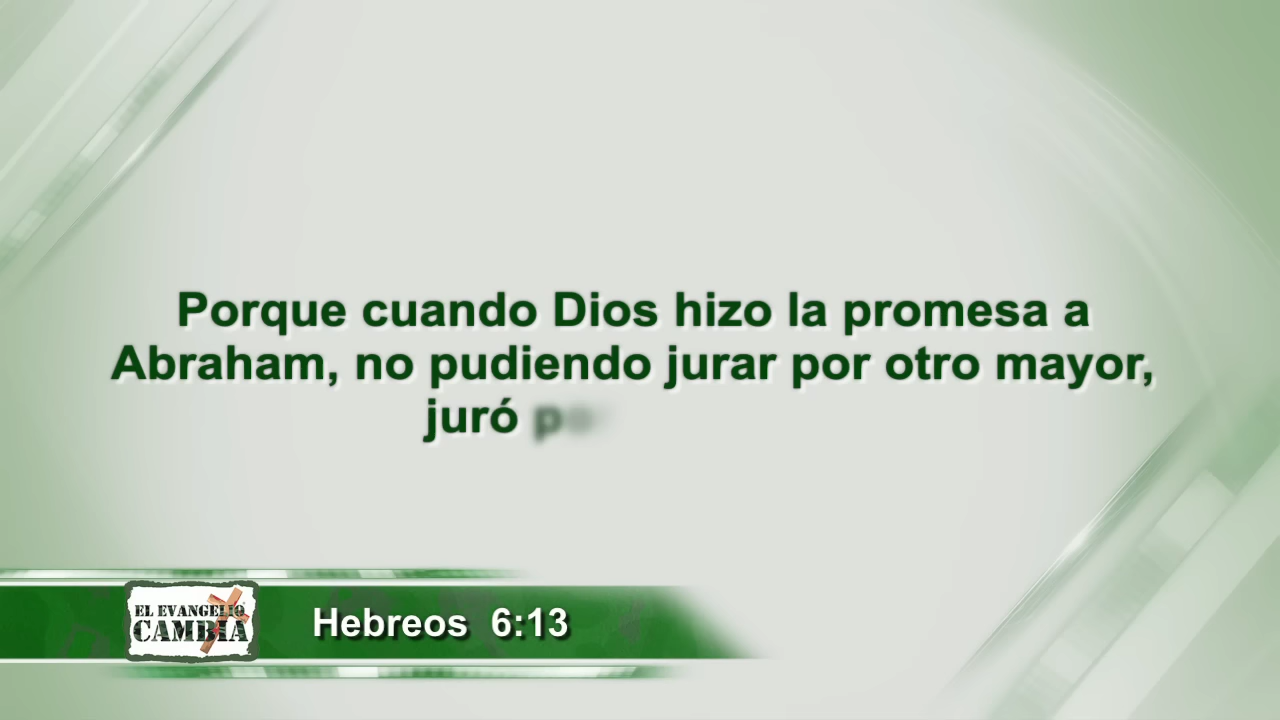 Porque cuando Dios hizo la promesa a
Abraham, no pudiendo jurar por otro mayor,
juró
EL EVANGELIO
CAMBIA
Hebreos 6:13